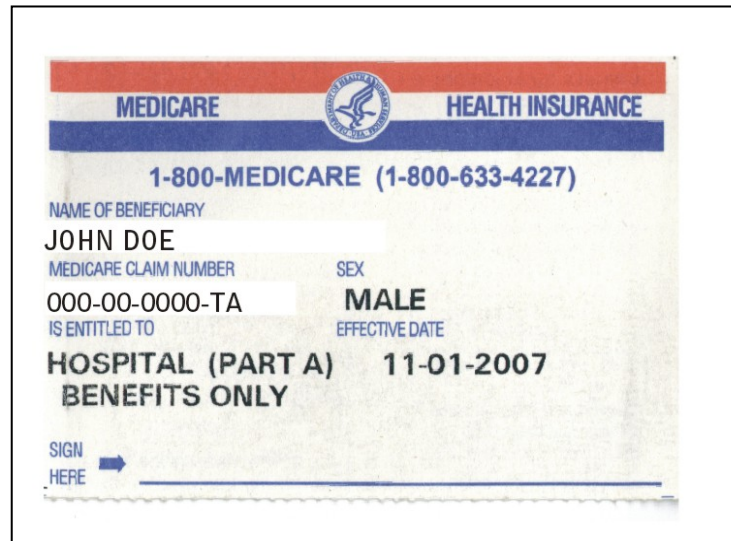 MEDICARE HEALTH INSURANCE
1-800-MEDICARE (1-800-633-4227)
NAME OF BENEFICIARY
JOHN DOE
MEDICARE CLAIM NUMBER SEX
000-00-0000-TA MALE
IS ENTITLED TO EFFECTIVE DATE
HOSPITAL (PART A) 11-01-2007
BENEFITS ONLY
SIGN
HERE